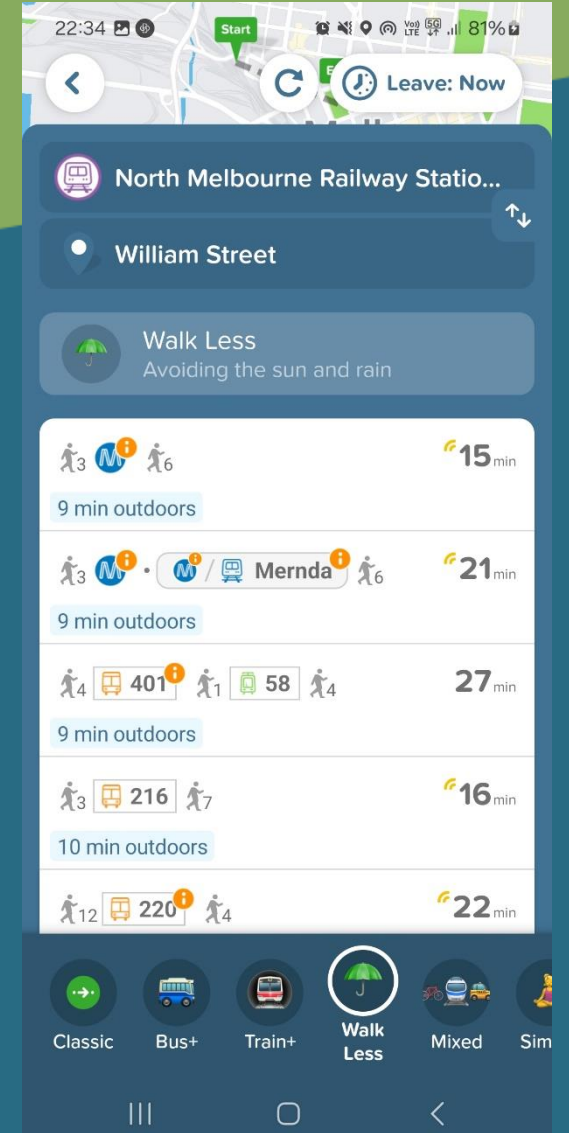 22:34 Vo) LTE 5G 81%
Start
E
Leave: Now
North Melbourne Railway Statio...
William Street
Walk Less
Avoiding the sun and rain
3 M i 6 15 min
9 min outdoors
3 M i • M i / Mernda i 6 21 min
9 min outdoors
4 401 i 1 58 4 27 min
9 min outdoors
3 216 7 16 min
10 min outdoors
12 220 i 4 22 min
Classic Bus+ Train+ Walk Less Mixed Sim